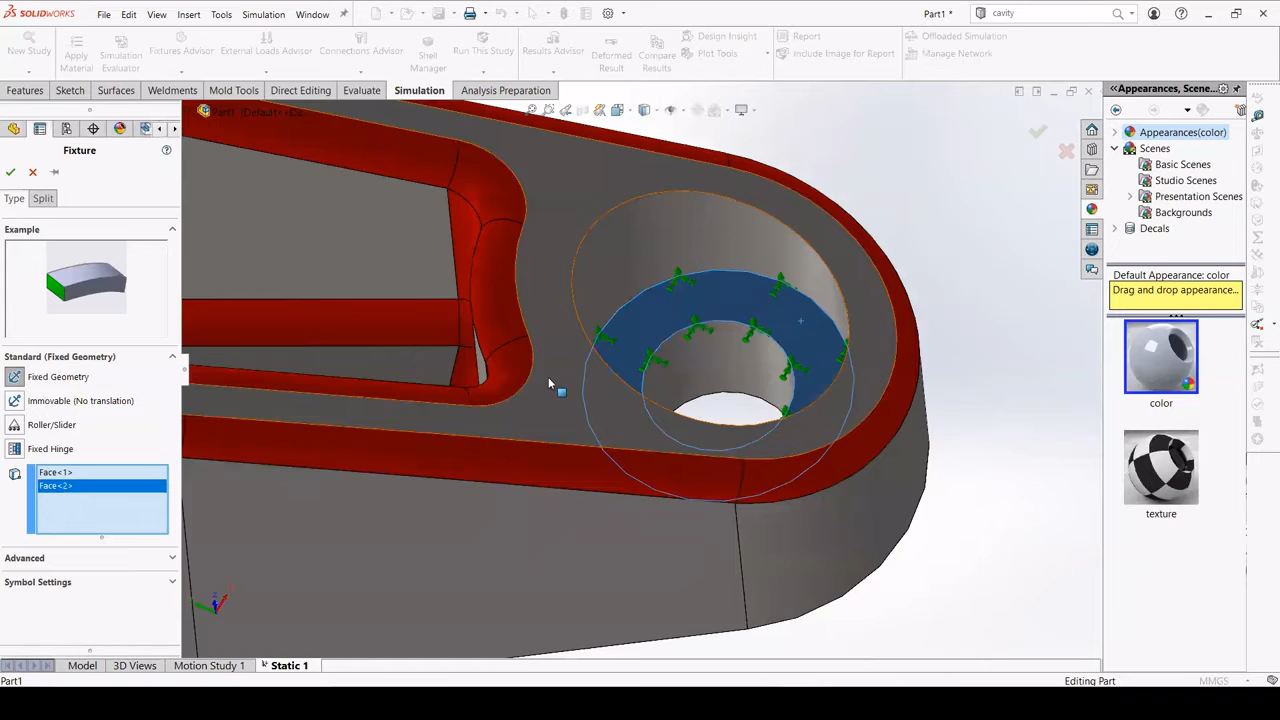 SOLIDWORKS File Edit View Insert Tools Simulation Window Part1 * cavity
New Study
Apply Material
Simulation Evaluator
Fixtures Advisor
External Loads Advisor
Connections Advisor
Shell Manager
Run This Study
Results Advisor
Deformed Result
Compare Results
Design Insight
Plot Tools
Report
Include Image for Report
Offloaded Simulation
Manage Network
Features Sketch Surfaces Weldments Mold Tools Direct Editing Evaluate Simulation Analysis Preparation
Fixture
Type Split
Example
Standard (Fixed Geometry)
Fixed Geometry
Immovable (No translation)
Roller/Slider
Fixed Hinge
Face<1>
Face<2>
Advanced
Symbol Settings
Appearances, Scene...
Appearances(color)
Scenes
Basic Scenes
Studio Scenes
Presentation Scenes
Backgrounds
Decals
Default Appearance: color
Drag and drop appearance...
color
texture
Model 3D Views Motion Study 1 Static 1
Part1 Editing Part MMGS